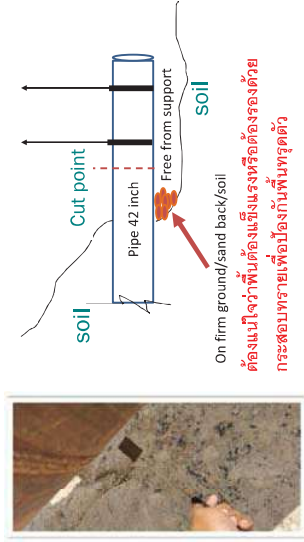 soil
Cut point
Pipe 42 inch
Free from support
soil
On firm ground/sand back/soil
ต้องแน่ใจว่าพื้นต้องแข็งแรงหรือต้องรองด้วย
กระสอบทรายเพื่อป้องกันพื้นทรุดตัว